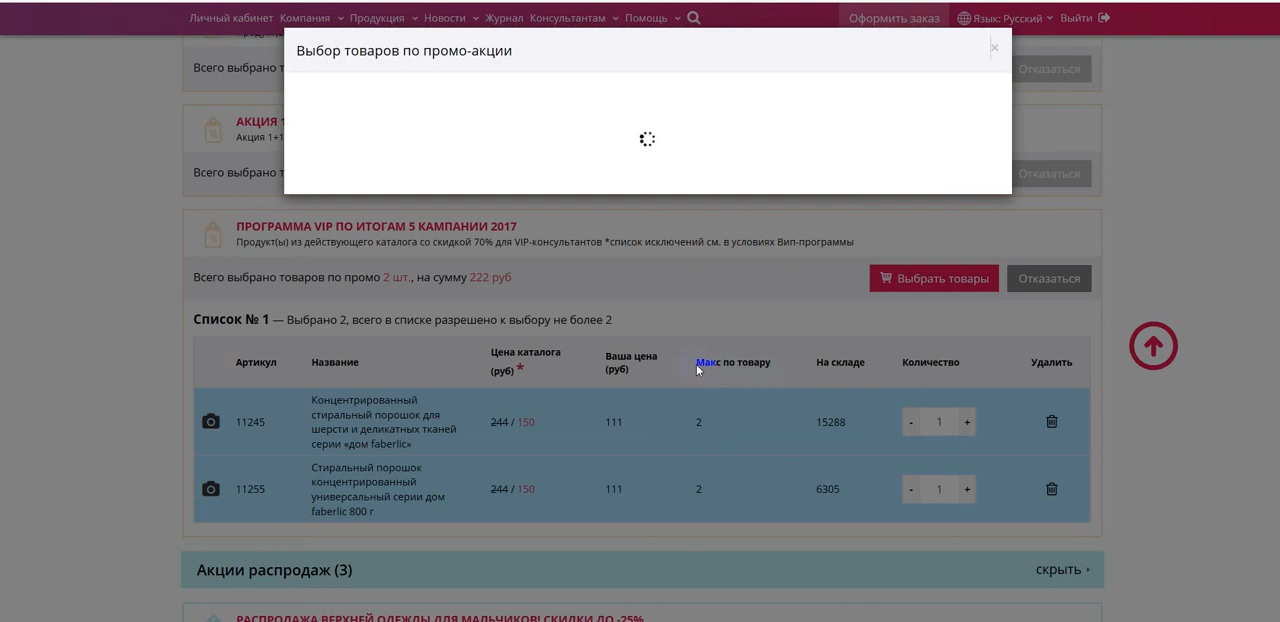 Личный кабинет Компания Продукция Новости Журнал Консультантам Помощь Оформить заказ Язык: Русский Выйти
Выбор товаров по промо-акции ×
Всего выбрано т Отказаться
АКЦИЯ 1
Акция 1+1
Всего выбрано т Отказаться
ПРОГРАММА VIP ПО ИТОГАМ 5 КАМПАНИИ 2017
Продукт(ы) из действующего каталога со скидкой 70% для VIP-консультантов *список исключений см. в условиях Вип-программы
Всего выбрано товаров по промо 2 шт., на сумму 222 руб Выбрать товары Отказаться
Список № 1 — Выбрано 2, всего в списке разрешено к выбору не более 2
Артикул Название Цена каталога (руб) * Ваша цена (руб) Макс по товару На складе Количество Удалить
11245 Концентрированный стиральный порошок для шерсти и деликатных тканей серии «дом faberlic» 244 / 150 111 2 15288 - 1 +
11255 Стиральный порошок концентрированный универсальный серии дом faberlic 800 г 244 / 150 111 2 6305 - 1 +
Акции распродаж (3) скрыть
РАСПРОДАЖА ВЕРХНЕЙ ОДЕЖДЫ ДЛЯ МАЛЬЧИКОВ! СКИДКИ ДО -25%